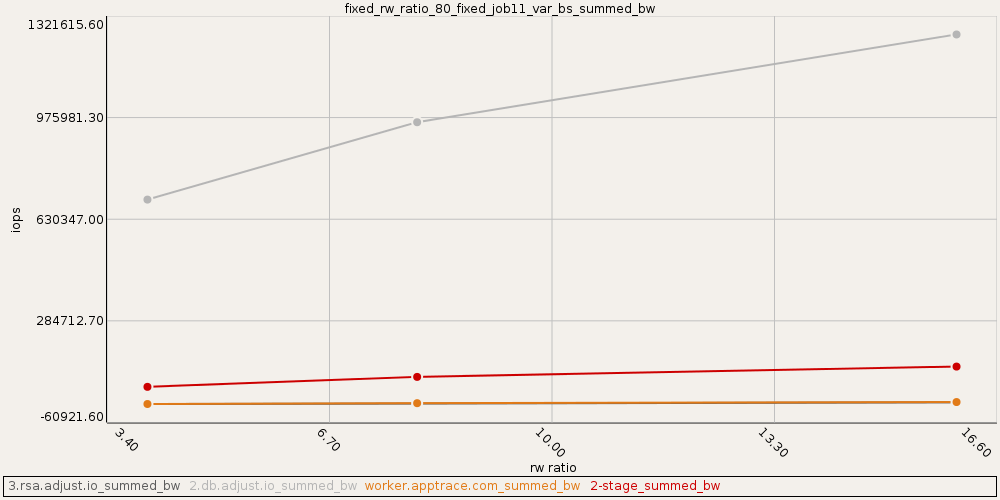 fixed_rw_ratio_80_fixed_job11_var_bs_summed_bw
1321615.60
975981.30
630347.00
284712.70
-60921.60
iops
3.40
6.70
10.00
13.30
16.60
rw ratio
3.rsa.adjust.io_summed_bw 2.db.adjust.io_summed_bw worker.apptrace.com_summed_bw 2-stage_summed_bw